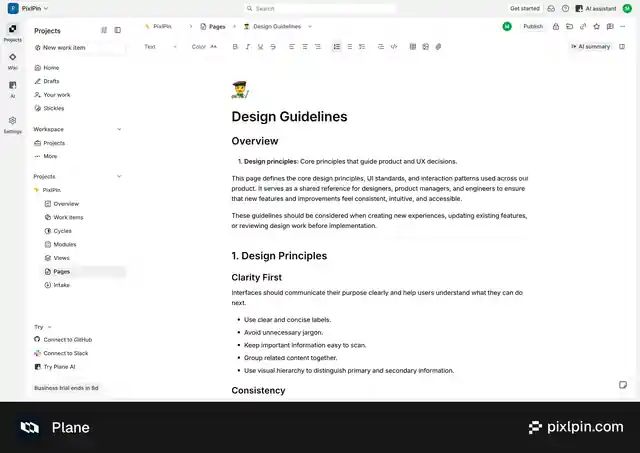 P PixlPin
Search
Get started
AI assistant
M
Projects
Wiki
AI
Settings
Projects
New work item
Home
Drafts
Your work
Stickies
Workspace
Projects
More
Projects
PixlPin
Overview
Work items
Cycles
Modules
Views
Pages
Intake
Try
Connect to GitHub
Connect to Slack
Try Plane AI
Business trial ends in 8d
PixlPin > Pages > Design Guidelines
M Publish
Text Color AA B I U S
AI summary
Design Guidelines
Overview
1. Design principles: Core principles that guide product and UX decisions.
This page defines the core design principles, UI standards, and interaction patterns used across our
product. It serves as a shared reference for designers, product managers, and engineers to ensure
that new features and improvements feel consistent, intuitive, and accessible.
These guidelines should be considered when creating new experiences, updating existing features,
or reviewing design work before implementation.
1. Design Principles
Clarity First
Interfaces should communicate their purpose clearly and help users understand what they can do
next.
• Use clear and concise labels.
• Avoid unnecessary jargon.
• Keep important information easy to scan.
• Group related content together.
• Use visual hierarchy to distinguish primary and secondary information.
Consistency
Plane
pixlpin.com